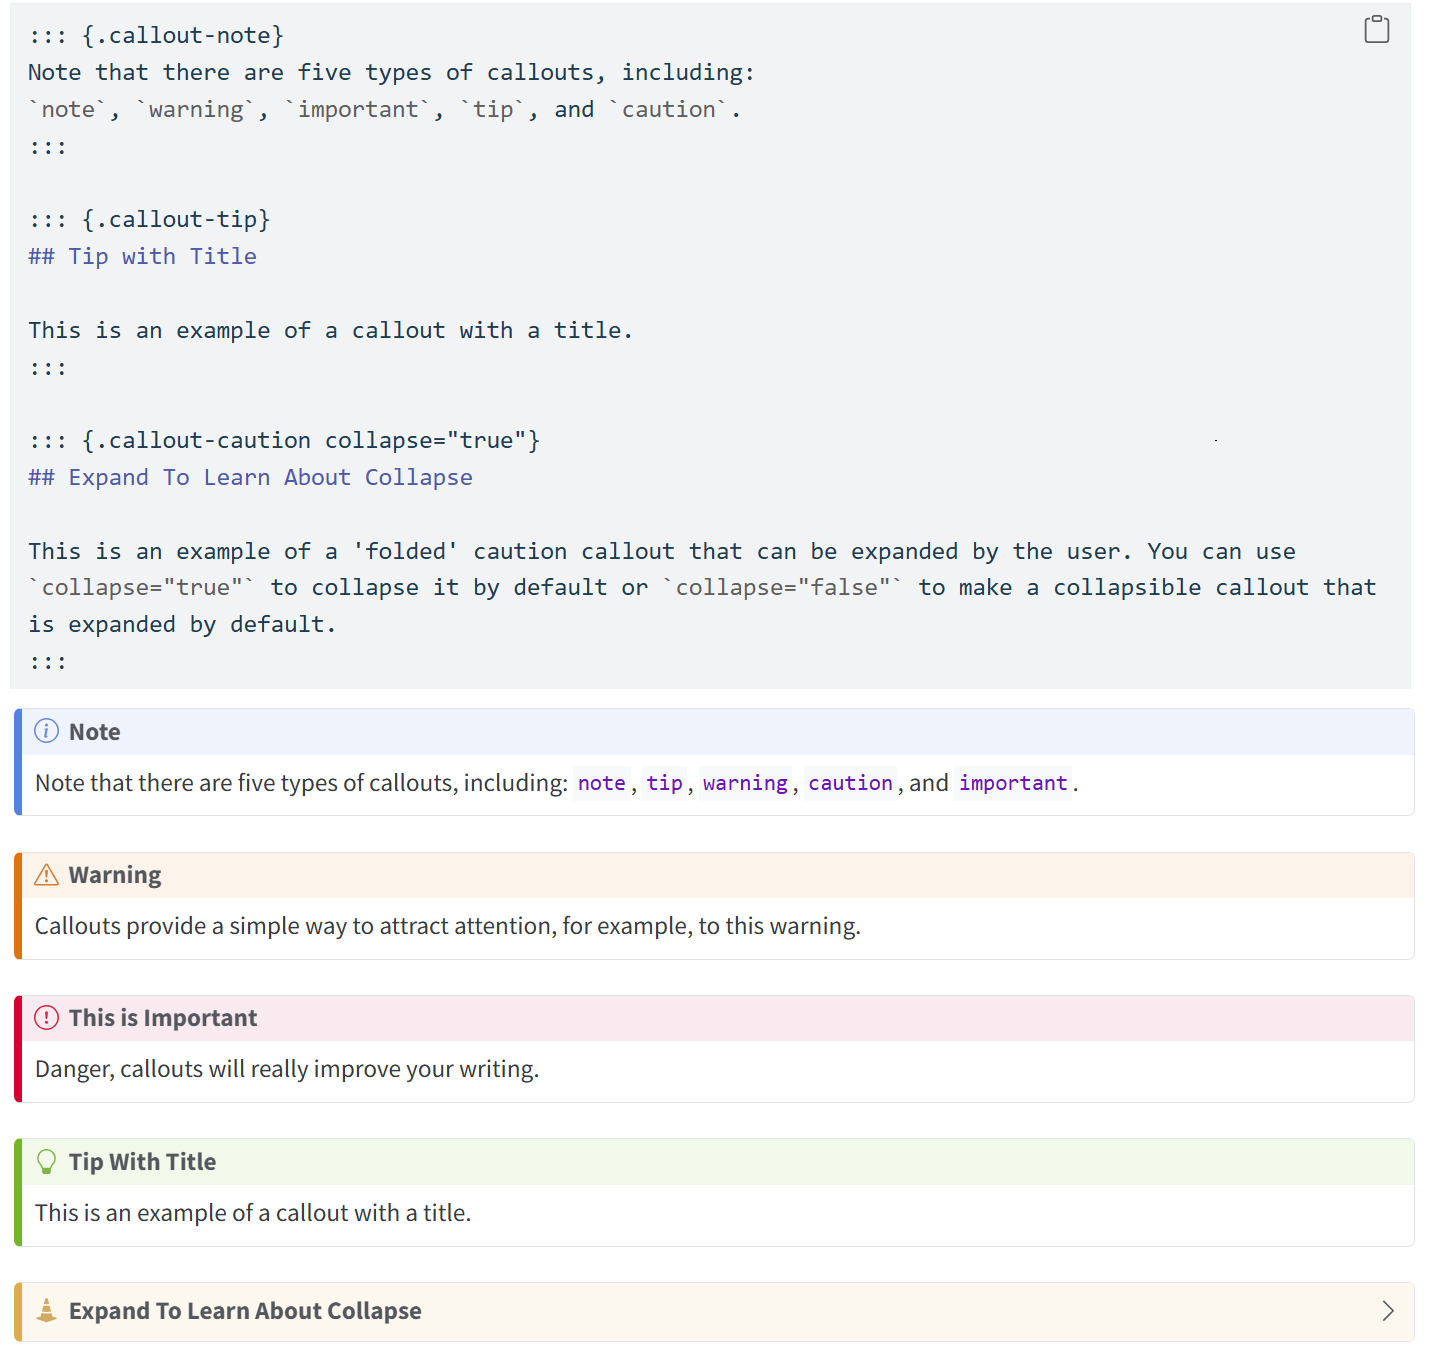 ::: {.callout-note}
Note that there are five types of callouts, including:
`note`, `warning`, `important`, `tip`, and `caution`.
:::
::: {.callout-tip}
## Tip with Title
This is an example of a callout with a title.
:::
::: {.callout-caution collapse="true"}
## Expand To Learn About Collapse
This is an example of a 'folded' caution callout that can be expanded by the user. You can use
`collapse="true"` to collapse it by default or `collapse="false"` to make a collapsible callout that
is expanded by default.
:::
Note
Note that there are five types of callouts, including: note, tip, warning, caution, and important.
Warning
Callouts provide a simple way to attract attention, for example, to this warning.
This is Important
Danger, callouts will really improve your writing.
Tip With Title
This is an example of a callout with a title.
Expand To Learn About Collapse